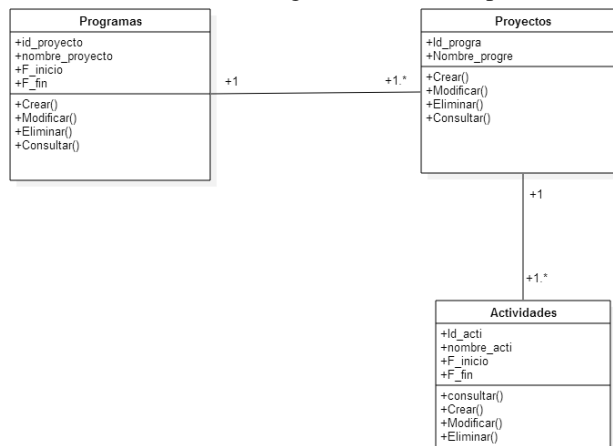 Programas
+id_proyecto
+nombre_proyecto
+F_inicio
+F_fin
+Crear()
+Modificar()
+Eliminar()
+Consultar()
+1
+1.*
Proyectos
+Id_progra
+Nombre_progre
+Crear()
+Modificar()
+Eliminar()
+Consultar()
+1
+1.*
Actividades
+Id_acti
+nombre_acti
+F_inicio
+F_fin
+consultar()
+Crear()
+Modificar()
+Eliminar()